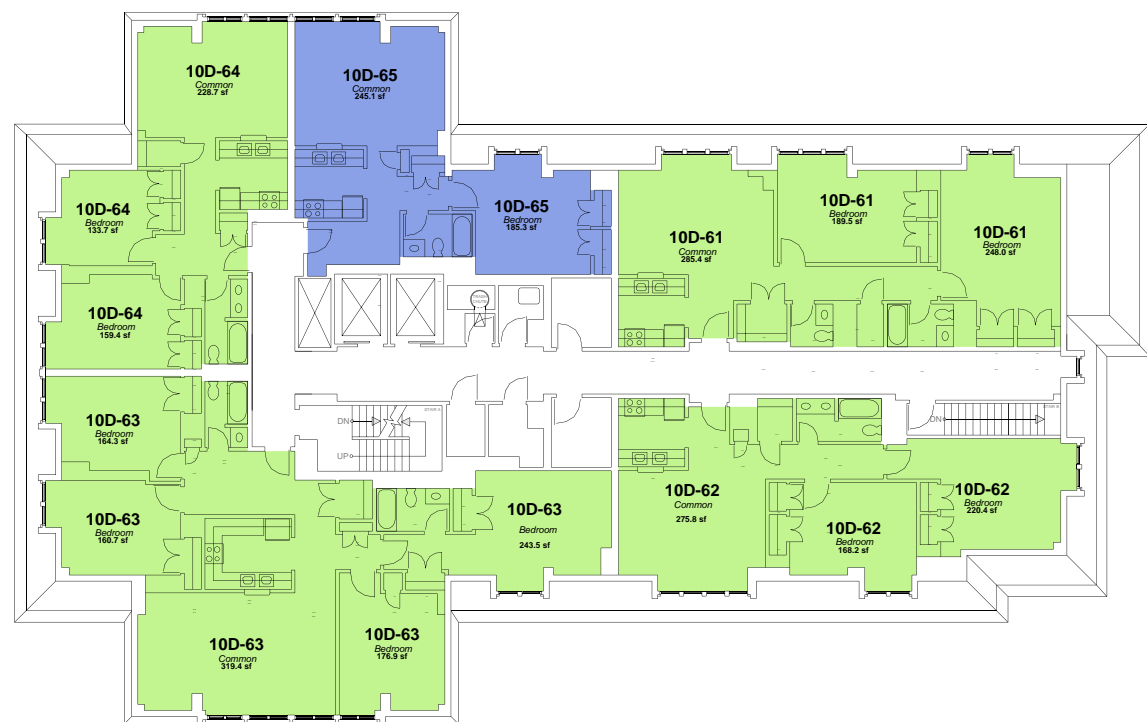 10D-64
Common
228.7 sf
10D-65
Common
245.1 sf
10D-64
Bedroom
133.7 sf
10D-65
Bedroom
185.3 sf
10D-61
Bedroom
189.5 sf
10D-61
Common
285.4 sf
10D-61
Bedroom
248.0 sf
10D-64
Bedroom
159.4 sf
TRASH
CHUTE
10D-63
Bedroom
164.3 sf
STAIR A
DN
UP
STAIR B
DN
10D-63
Bedroom
160.7 sf
10D-63
Bedroom
243.5 sf
10D-62
Common
275.8 sf
10D-62
Bedroom
168.2 sf
10D-62
Bedroom
220.4 sf
10D-63
Common
319.4 sf
10D-63
Bedroom
176.9 sf